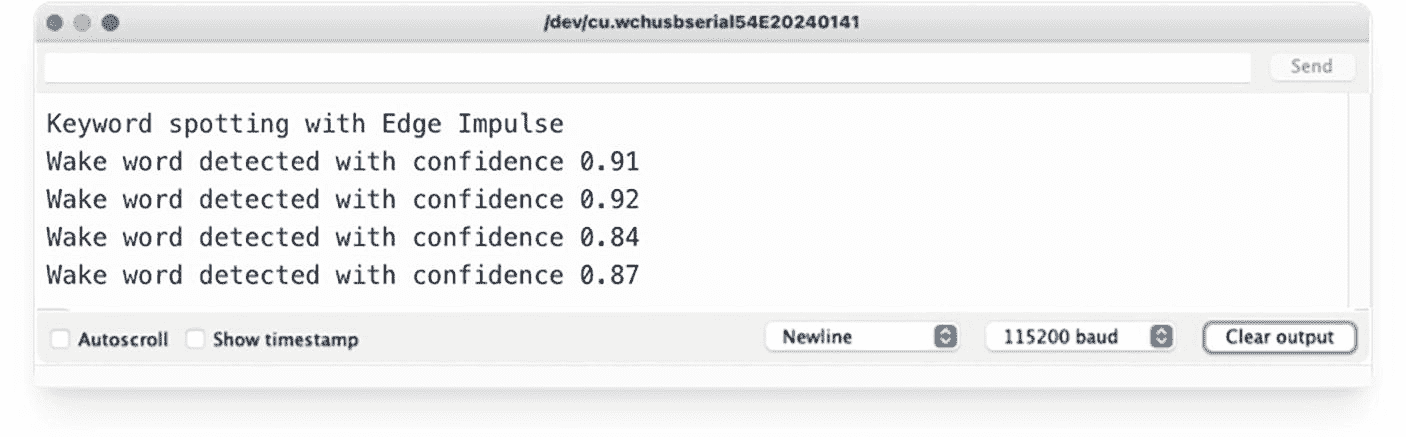 /dev/cu.wchusbserial54E20240141
Send
Keyword spotting with Edge Impulse
Wake word detected with confidence 0.91
Wake word detected with confidence 0.92
Wake word detected with confidence 0.84
Wake word detected with confidence 0.87
Autoscroll Show timestamp Newline 115200 baud Clear output